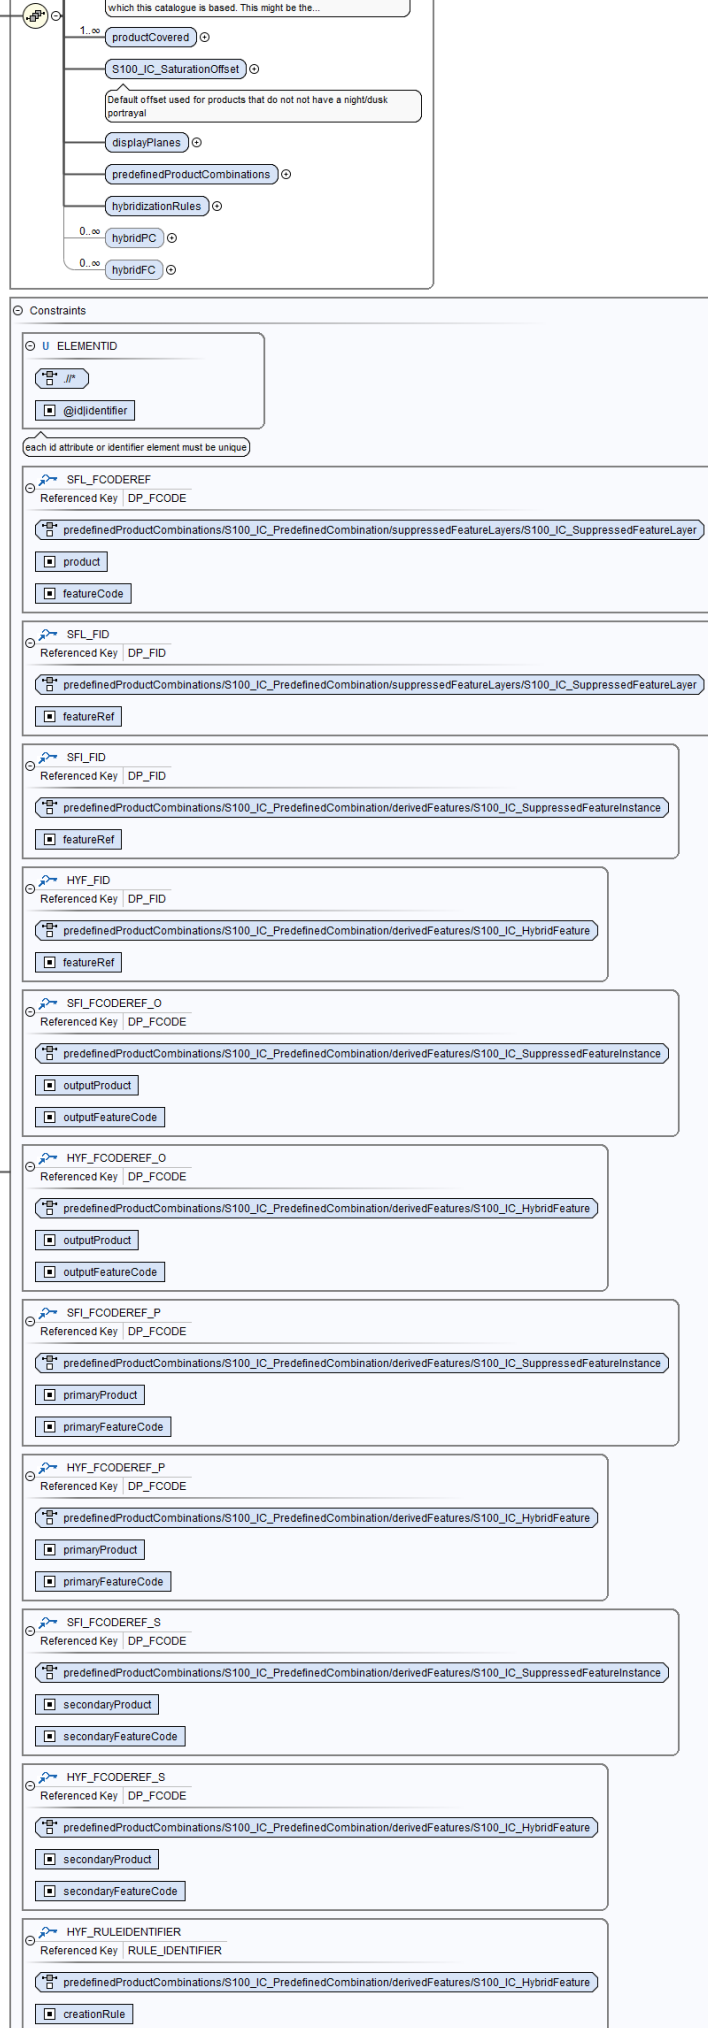 which this catalogue is based. This might be the...
1..∞ productCovered
S100_IC_SaturationOffset
Default offset used for products that do not not have a night/dusk
portrayal
displayPlanes
predefinedProductCombinations
hybridizationRules
0..∞ hybridPC
0..∞ hybridFC
Constraints
U ELEMENTID
.//*
@id|identifier
each id attribute or identifier element must be unique
SFL_FCODEREF
Referenced Key DP_FCODE
predefinedProductCombinations/S100_IC_PredefinedCombination/suppressedFeatureLayers/S100_IC_SuppressedFeatureLayer
product
featureCode
SFL_FID
Referenced Key DP_FID
predefinedProductCombinations/S100_IC_PredefinedCombination/suppressedFeatureLayers/S100_IC_SuppressedFeatureLayer
featureRef
SFI_FID
Referenced Key DP_FID
predefinedProductCombinations/S100_IC_PredefinedCombination/derivedFeatures/S100_IC_SuppressedFeatureInstance
featureRef
HYF_FID
Referenced Key DP_FID
predefinedProductCombinations/S100_IC_PredefinedCombination/derivedFeatures/S100_IC_HybridFeature
featureRef
SFI_FCODEREF_O
Referenced Key DP_FCODE
predefinedProductCombinations/S100_IC_PredefinedCombination/derivedFeatures/S100_IC_SuppressedFeatureInstance
outputProduct
outputFeatureCode
HYF_FCODEREF_O
Referenced Key DP_FCODE
predefinedProductCombinations/S100_IC_PredefinedCombination/derivedFeatures/S100_IC_HybridFeature
outputProduct
outputFeatureCode
SFI_FCODEREF_P
Referenced Key DP_FCODE
predefinedProductCombinations/S100_IC_PredefinedCombination/derivedFeatures/S100_IC_SuppressedFeatureInstance
primaryProduct
primaryFeatureCode
HYF_FCODEREF_P
Referenced Key DP_FCODE
predefinedProductCombinations/S100_IC_PredefinedCombination/derivedFeatures/S100_IC_HybridFeature
primaryProduct
primaryFeatureCode
SFI_FCODEREF_S
Referenced Key DP_FCODE
predefinedProductCombinations/S100_IC_PredefinedCombination/derivedFeatures/S100_IC_SuppressedFeatureInstance
secondaryProduct
secondaryFeatureCode
HYF_FCODEREF_S
Referenced Key DP_FCODE
predefinedProductCombinations/S100_IC_PredefinedCombination/derivedFeatures/S100_IC_HybridFeature
secondaryProduct
secondaryFeatureCode
HYF_RULEIDENTIFIER
Referenced Key RULE_IDENTIFIER
predefinedProductCombinations/S100_IC_PredefinedCombination/derivedFeatures/S100_IC_HybridFeature
creationRule